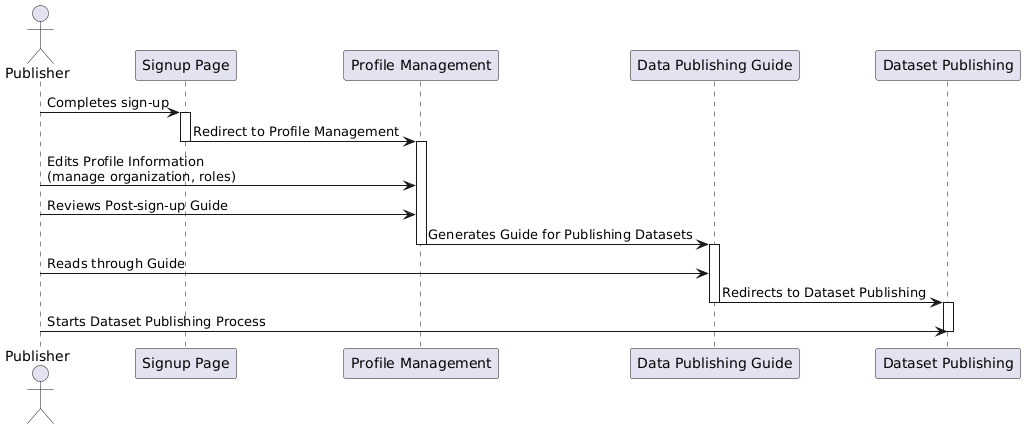 Publisher
Signup Page
Profile Management
Data Publishing Guide
Dataset Publishing
Completes sign-up
Redirect to Profile Management
Edits Profile Information
(manage organization, roles)
Reviews Post-sign-up Guide
Generates Guide for Publishing Datasets
Reads through Guide
Redirects to Dataset Publishing
Starts Dataset Publishing Process
Publisher
Signup Page
Profile Management
Data Publishing Guide
Dataset Publishing